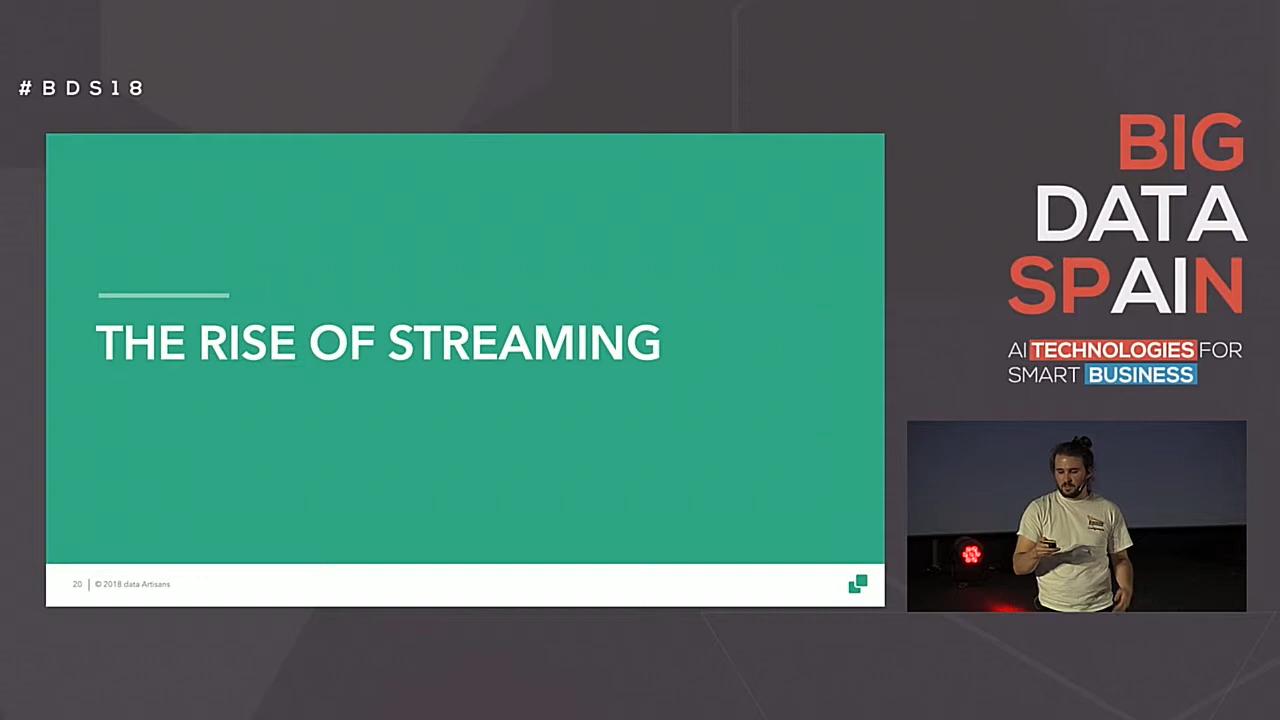 #BDS18
THE RISE OF STREAMING
20 | © 2018 data Artisans
BIG
DATA
SPAIN
AI TECHNOLOGIES FOR
SMART BUSINESS